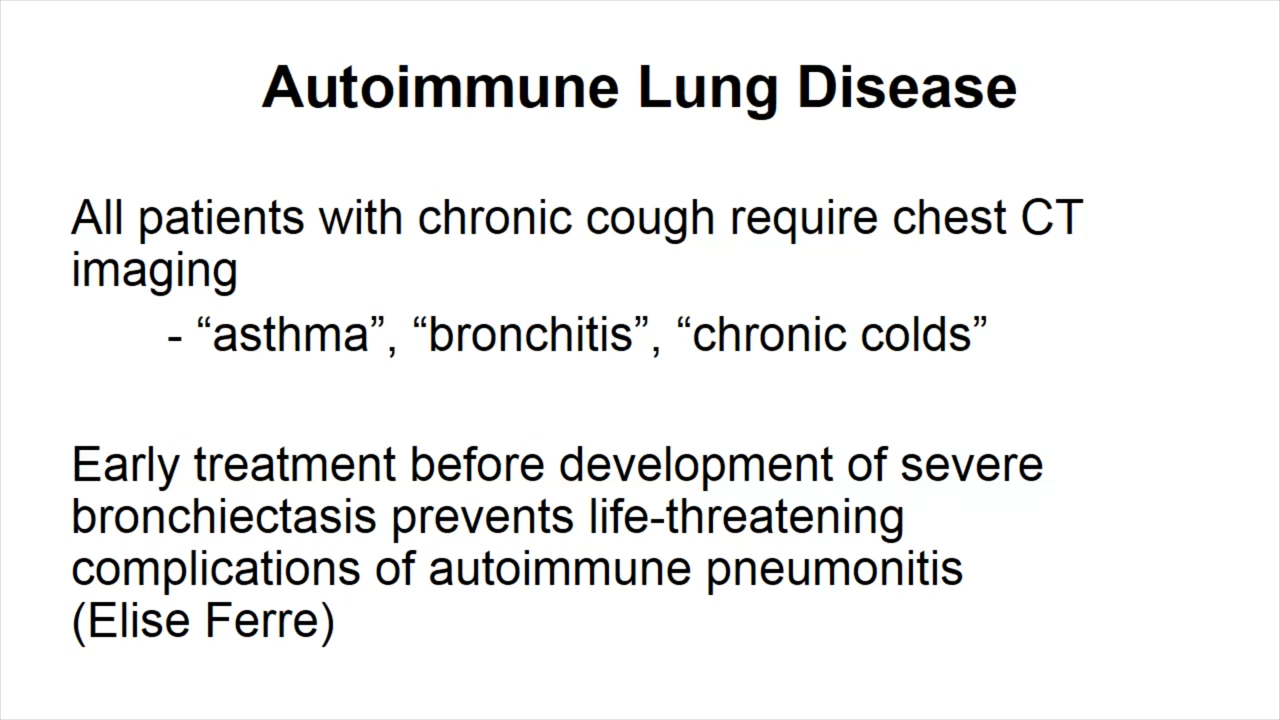 Autoimmune Lung Disease
All patients with chronic cough require chest CT
imaging
- “asthma”, “bronchitis”, “chronic colds”
Early treatment before development of severe
bronchiectasis prevents life-threatening
complications of autoimmune pneumonitis
(Elise Ferre)